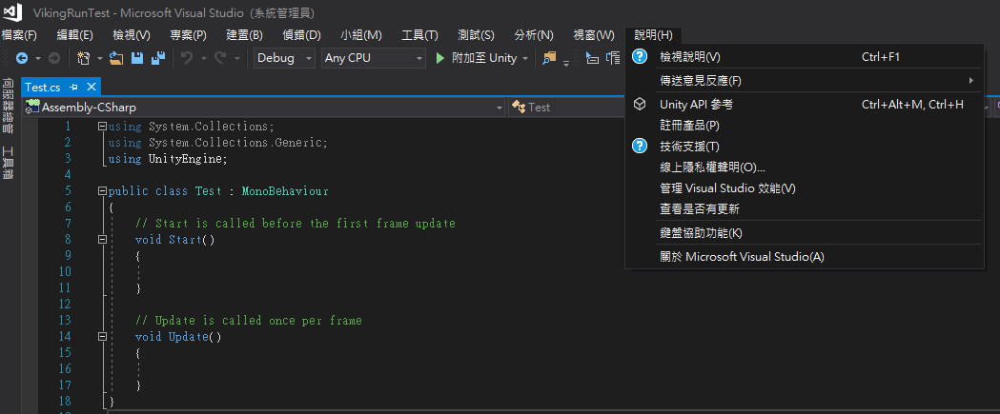 VikingRunTest - Microsoft Visual Studio (系統管理員)
檔案(F) 編輯(E) 檢視(V) 專案(P) 建置(B) 偵錯(D) 小組(M) 工具(T) 測試(S) 分析(N) 視窗(W) 說明(H)
Debug Any CPU 附加至 Unity
檢視說明(V) Ctrl+F1
傳送意見反應(F)
Unity API 參考 Ctrl+Alt+M, Ctrl+H
註冊產品(P)
技術支援(T)
線上隱私權聲明(O)...
管理 Visual Studio 效能(V)
查看是否有更新
鍵盤協助功能(K)
關於 Microsoft Visual Studio(A)
伺服器總管
工具箱
Test.cs
Assembly-CSharp Test
1 using System.Collections;
2 using System.Collections.Generic;
3 using UnityEngine;
4
5 public class Test : MonoBehaviour
6 {
7 // Start is called before the first frame update
8 void Start()
9 {
10
11 }
12
13 // Update is called once per frame
14 void Update()
15 {
16
17 }
18 }